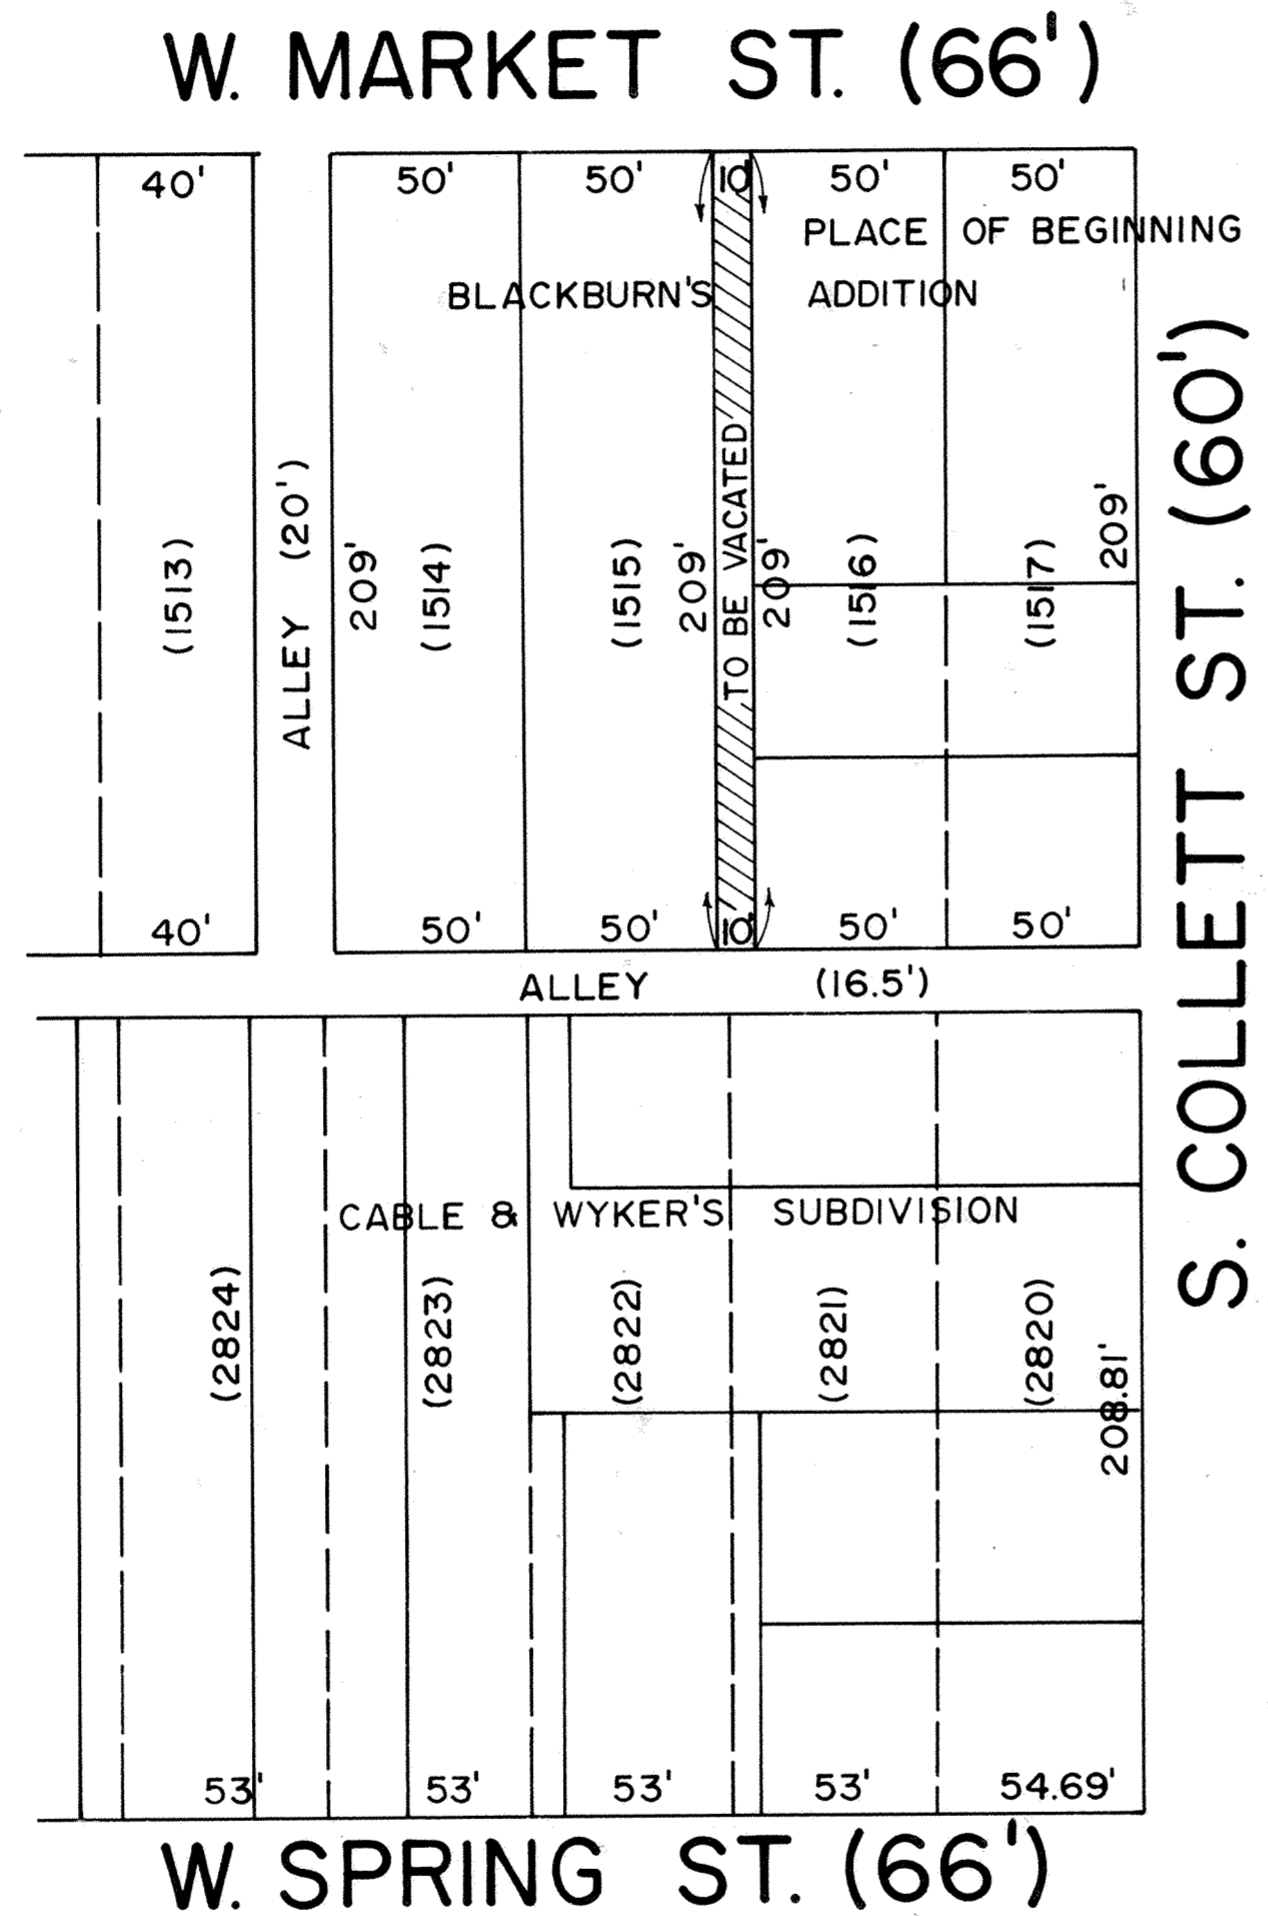 W. MARKET ST. (66')
40' 50' 50' 10' 50' 50'
PLACE OF BEGINNING
BLACKBURN'S ADDITION
(1513)
ALLEY (20')
209'
(1514)
(1515)
209'
TO BE VACATED
209'
(1516)
(1517)
209'
S. COLLETT ST. (60')
40' 50' 50' 10' 50' 50'
ALLEY (16.5')
CABLE & WYKER'S SUBDIVISION
(2824)
(2823)
(2822)
(2821)
(2820)
208.81'
53' 53' 53' 53' 54.69'
W. SPRING ST. (66')